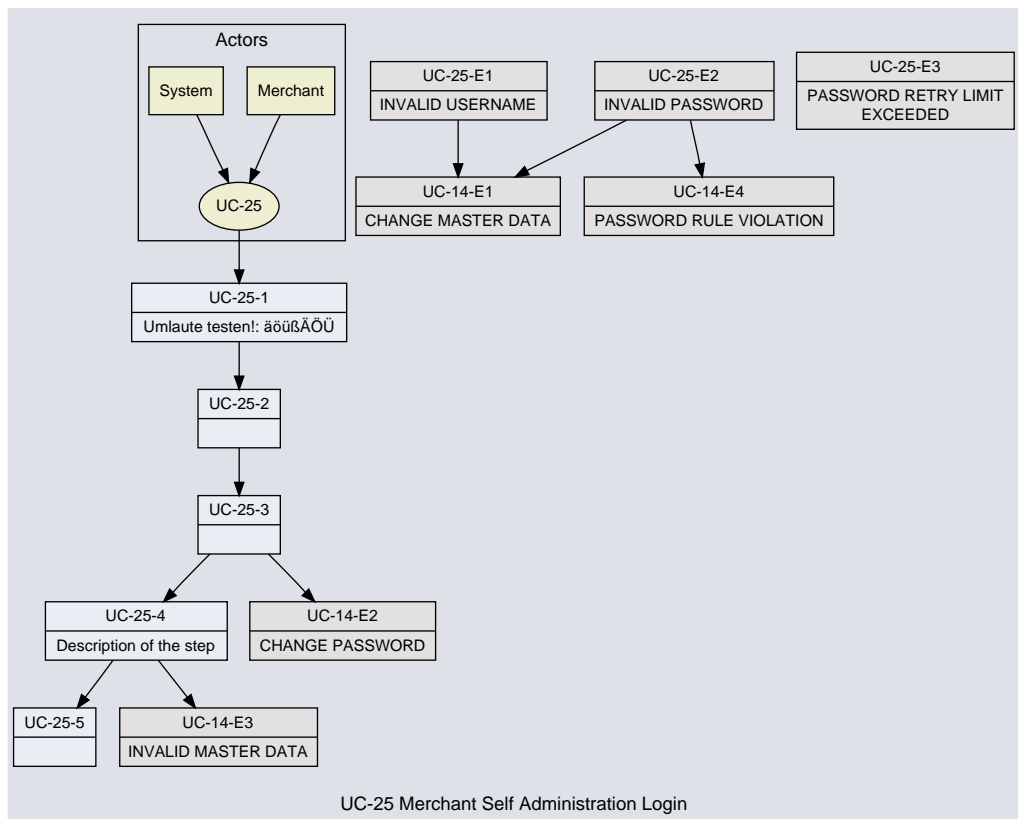 Actors
System
Merchant
UC-25
UC-25-E1
INVALID USERNAME
UC-25-E2
INVALID PASSWORD
UC-25-E3
PASSWORD RETRY LIMIT
EXCEEDED
UC-14-E1
CHANGE MASTER DATA
UC-14-E4
PASSWORD RULE VIOLATION
UC-25-1
Umlaute testen!: äöüßÄÖÜ
UC-25-2
UC-25-3
UC-25-4
Description of the step
UC-14-E2
CHANGE PASSWORD
UC-25-5
UC-14-E3
INVALID MASTER DATA
UC-25 Merchant Self Administration Login